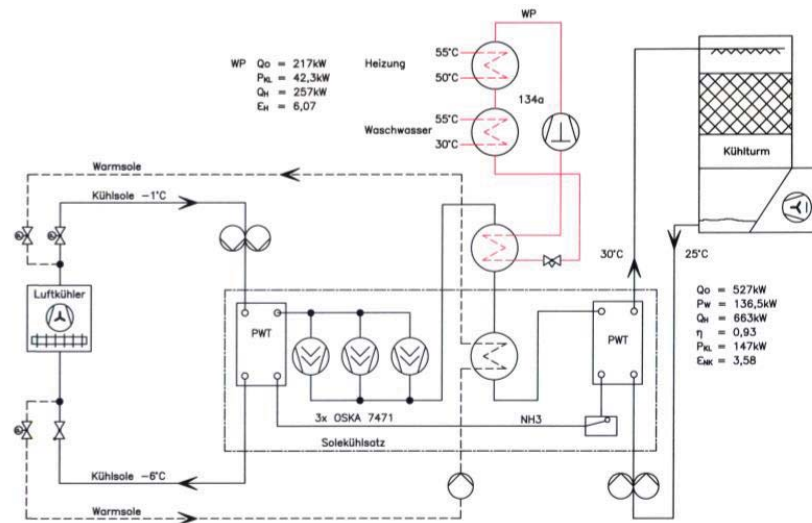 WP
WP Qo = 217kW
PKL = 42,3kW
QH = 257kW
εH = 6,07
Heizung
55°C
50°C
134a
Waschwasser
55°C
30°C
Kühlturm
Warmsole
Kühlsole -1°C
30°C
25°C
Luftkühler
PWT
PWT
Qo = 527kW
Pw = 136,5kW
QH = 663kW
η = 0,93
PKL = 147kW
εNK = 3,58
3x OSKA 7471
NH3
Solekühlsatz
Kühlsole -6°C
Warmsole